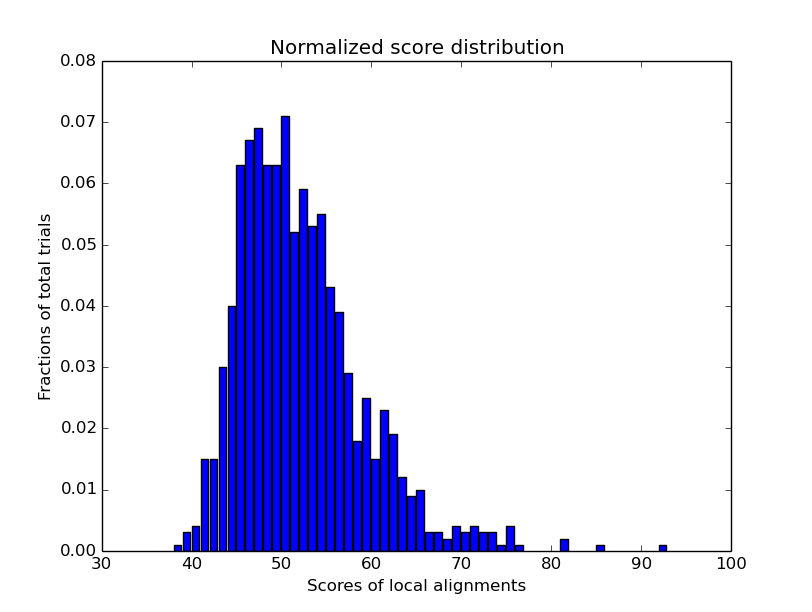 Normalized score distribution
0.08
0.07
0.06
0.05
0.04
0.03
0.02
0.01
0.00
Fractions of total trials
30 40 50 60 70 80 90 100
Scores of local alignments